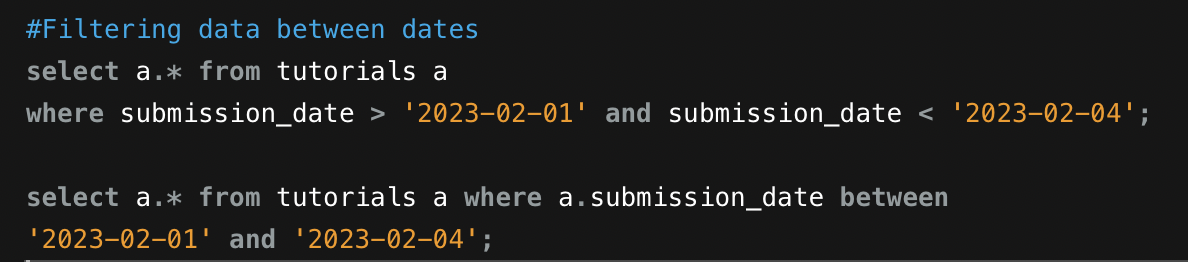 #Filtering data between dates
select a.* from tutorials a
where submission_date > '2023-02-01' and submission_date < '2023-02-04';
select a.* from tutorials a where a.submission_date between
'2023-02-01' and '2023-02-04';